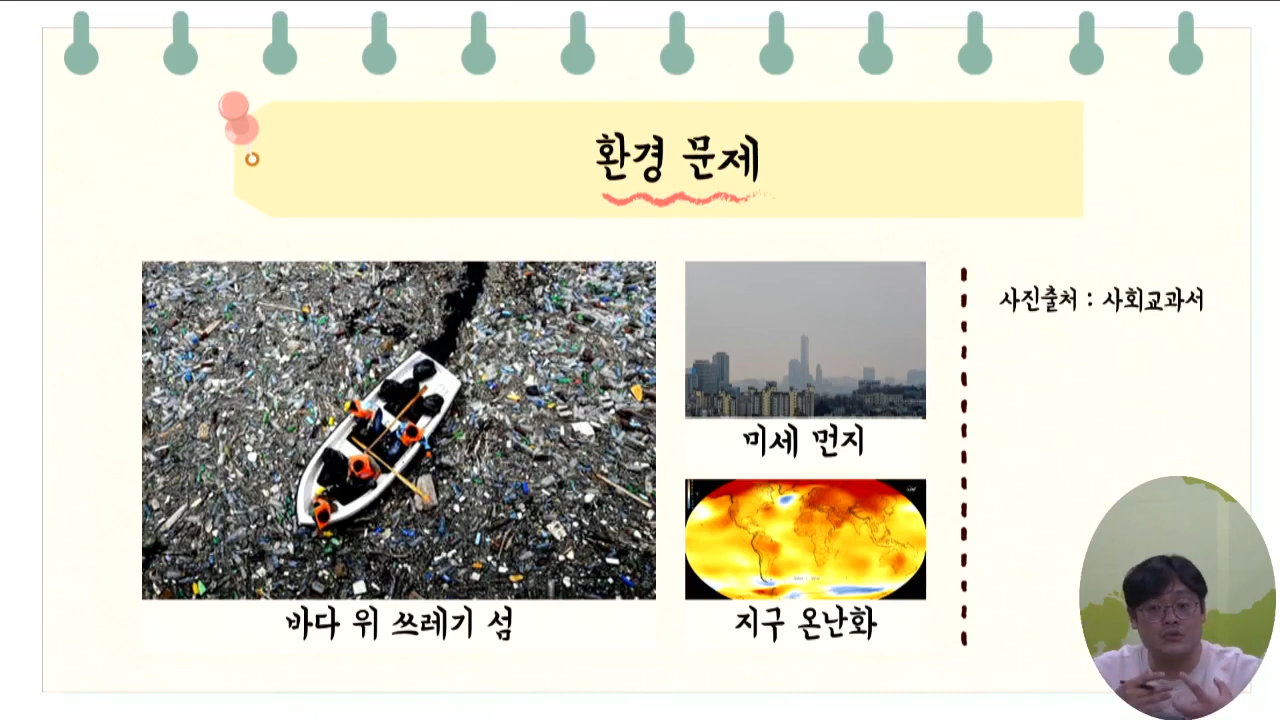 환경 문제
사진출처 : 사회교과서
미세 먼지
바다 위 쓰레기 섬
지구 온난화